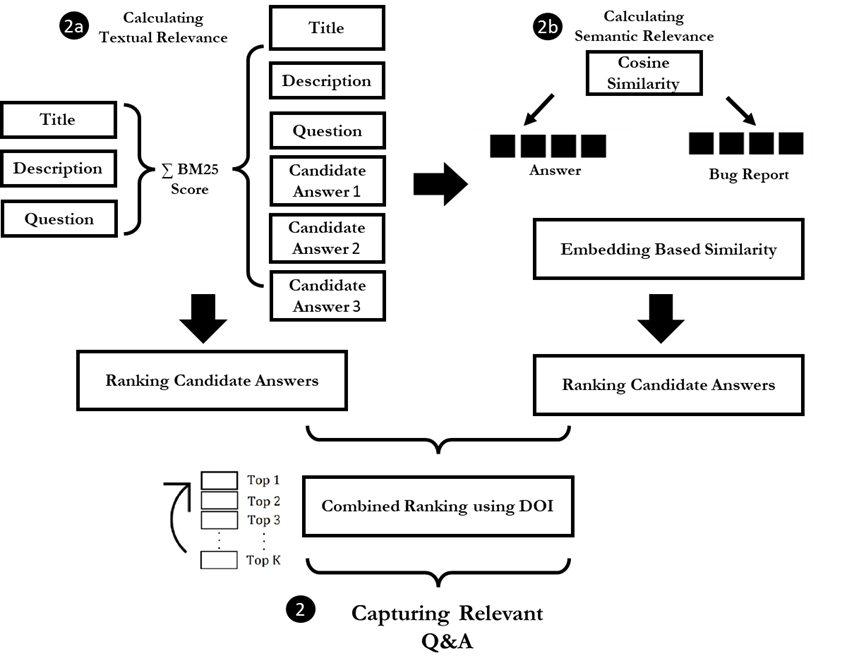 2a
Calculating
Textual Relevance
Title
Description
Question
∑ BM25
Score
Title
Description
Question
Candidate
Answer 1
Candidate
Answer 2
Candidate
Answer 3
Ranking Candidate Answers
2b
Calculating
Semantic Relevance
Cosine
Similarity
Answer
Bug Report
Embedding Based Similarity
Ranking Candidate Answers
Top 1
Top 2
Top 3
Top K
Combined Ranking using DOI
2
Capturing Relevant
Q&A